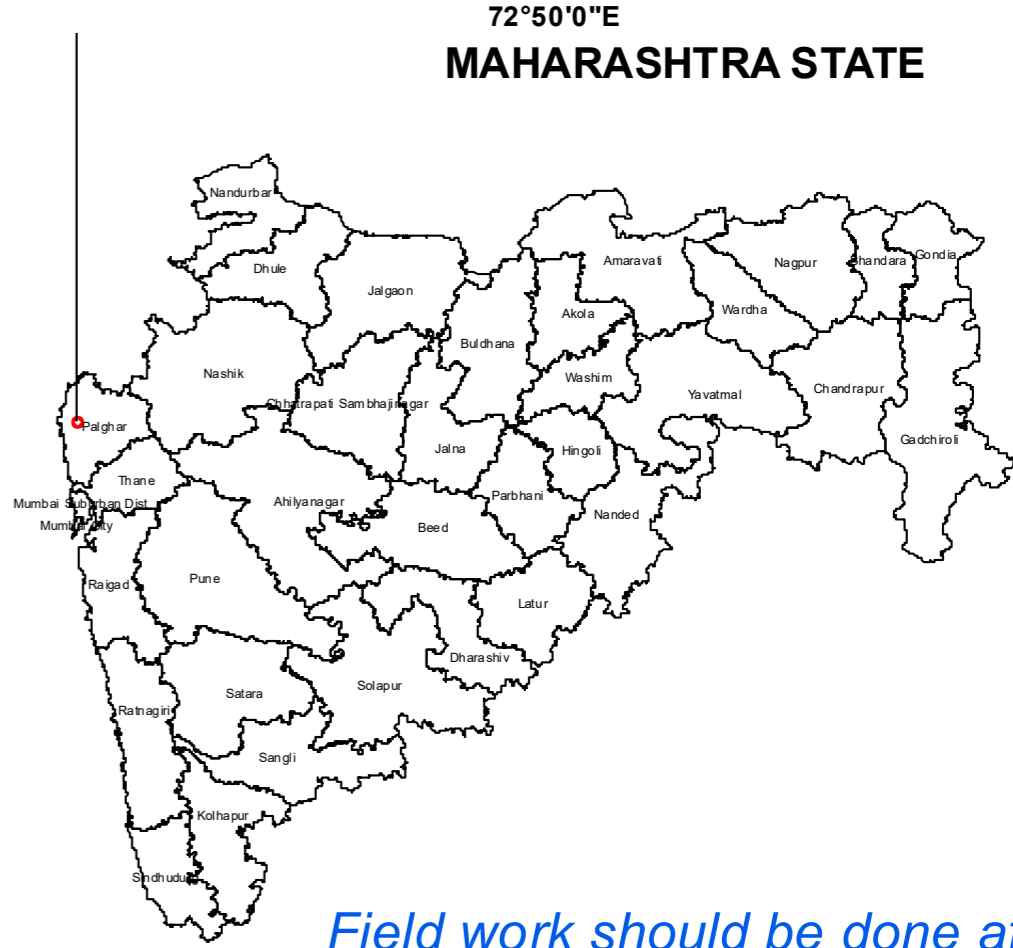 72°50'0"E
MAHARASHTRA STATE
Nandurbar
Dhule
Jalgaon
Amaravati
Nagpur
Bhandara
Gondia
Akola
Wardha
Buldhana
Nashik
Washim
Yavatmal
Chandrapur
Chhatrapati Sambhajinagar
Palghar
Jalna
Hingoli
Gadchiroli
Thane
Parbhani
Mumbai Suburban Dist
Ahilyanagar
Nanded
Mumbai City
Beed
Raigad
Pune
Latur
Dharashiv
Satara
Solapur
Ratnagiri
Sangli
Kolhapur
Sindhudurg
Field work should be done at